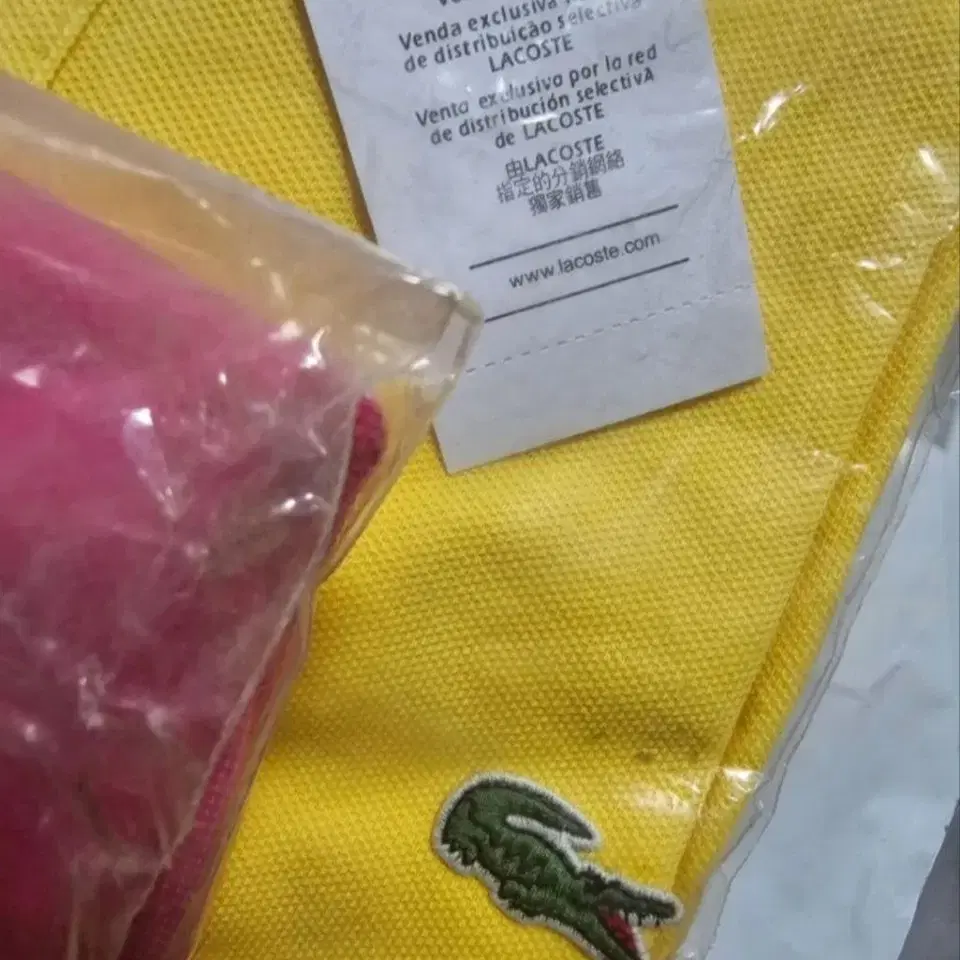 Venda exclusiva
de distribuição selectiva
LACOSTE
Venta exclusiva por la red
de distribución selectivA
de LACOSTE
由LACOSTE
指定的分銷網絡
獨家銷售
www.lacoste.com